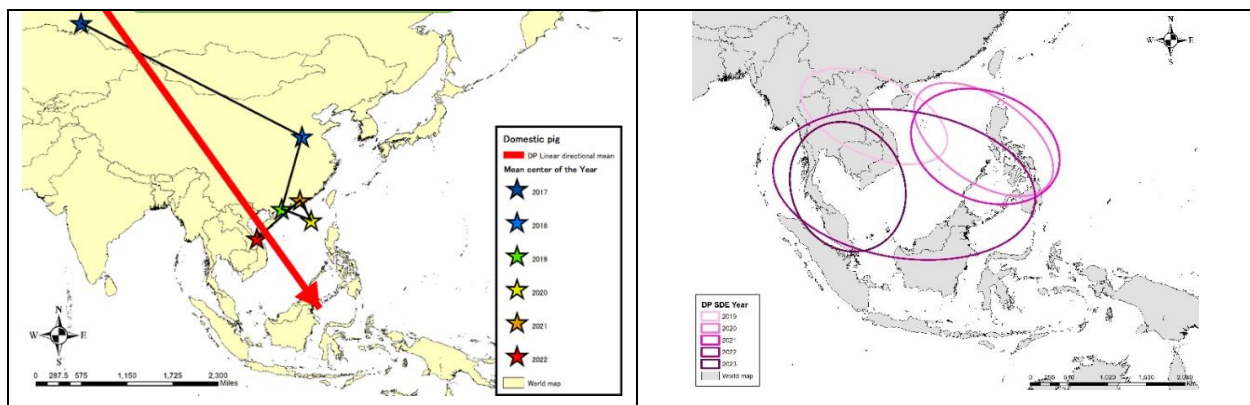 Domestic pig
DP Linear directional mean
Mean center of the Year
2017
2018
2019
2020
2021
2022
World map
N
W E
S
0 287.5 575 1,150 1,725 2,300
Miles
N
W E
S
DP SDE Year
2019
2020
2021
2022
2023
World map
Km